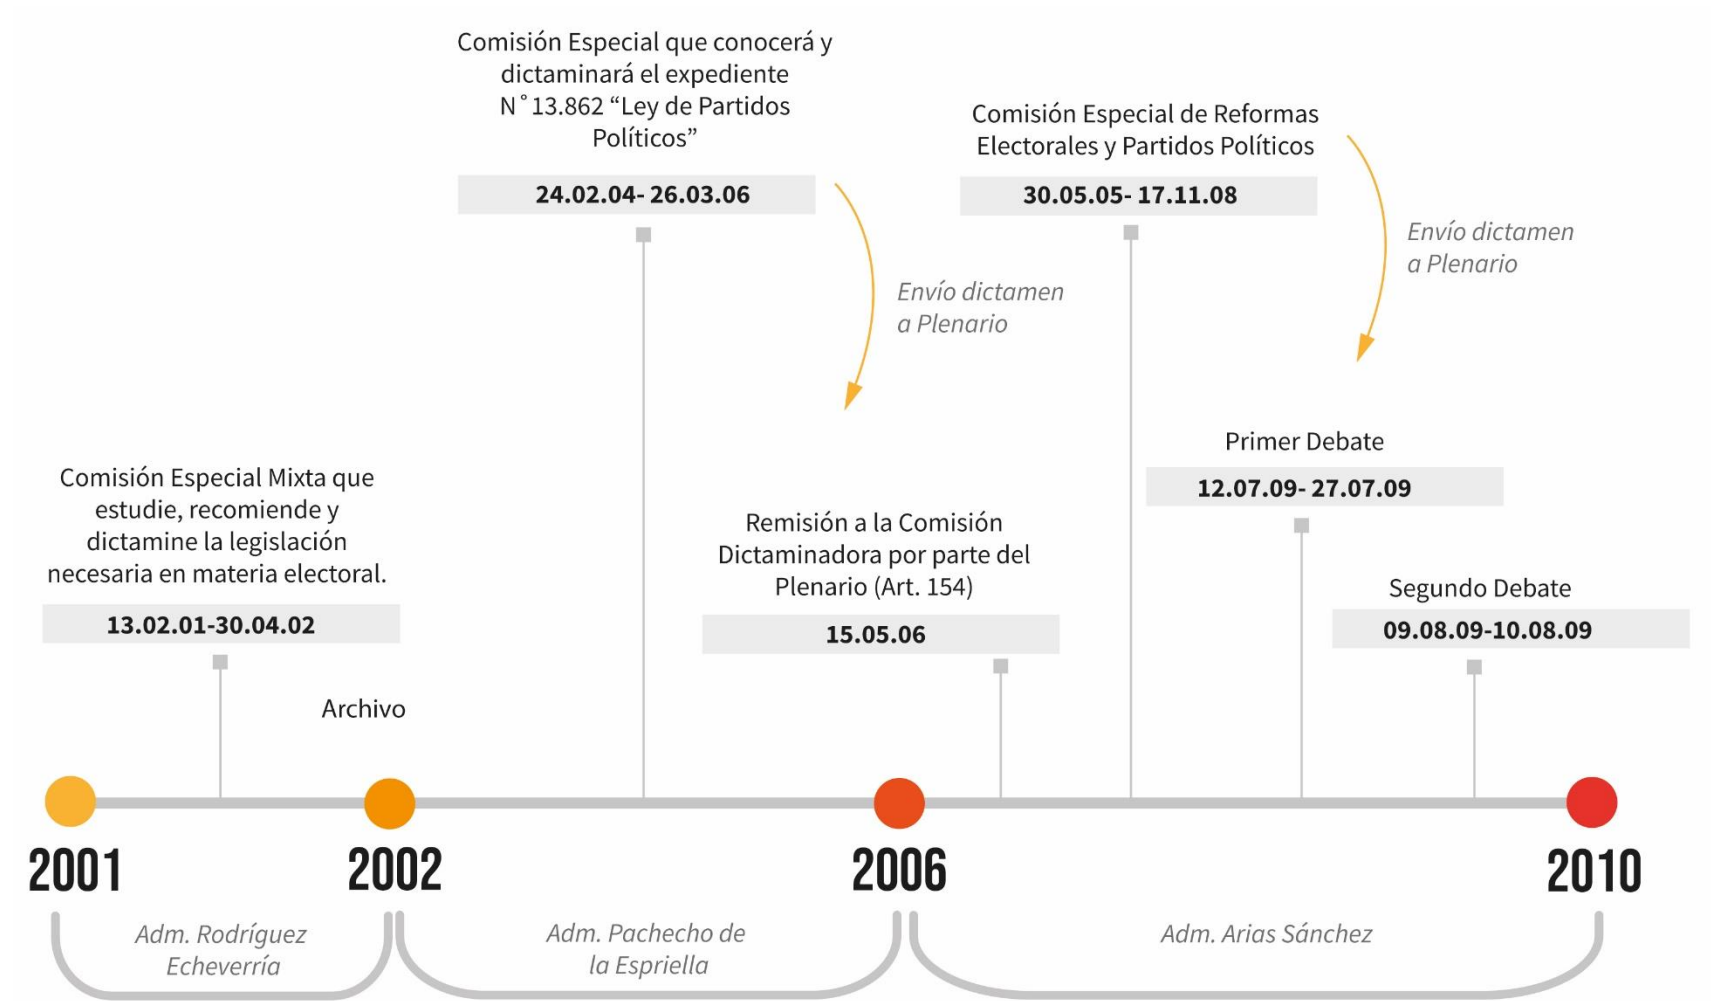 Comisión Especial que conocerá y
dictaminará el expediente
N°13.862 “Ley de Partidos
Políticos”
24.02.04- 26.03.06
Envío dictamen
a Plenario
Comisión Especial de Reformas
Electorales y Partidos Políticos
30.05.05- 17.11.08
Envío dictamen
a Plenario
Comisión Especial Mixta que
estudie, recomiende y
dictamine la legislación
necesaria en materia electoral.
13.02.01-30.04.02
Archivo
Remisión a la Comisión
Dictaminadora por parte del
Plenario (Art. 154)
15.05.06
Primer Debate
12.07.09- 27.07.09
Segundo Debate
09.08.09-10.08.09
2001
2002
2006
2010
Adm. Rodríguez
Echeverría
Adm. Pachecho de
la Espriella
Adm. Arias Sánchez